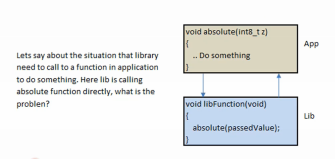 void absolute(int8_t z)
{
.. Do something
}
App
Lets say about the situation that library
need to call to a function in application
to do something. Here lib is calling
absolute function directly, what is the
problen?
void libFunction(void)
{
absolute(passedValue);
}
Lib